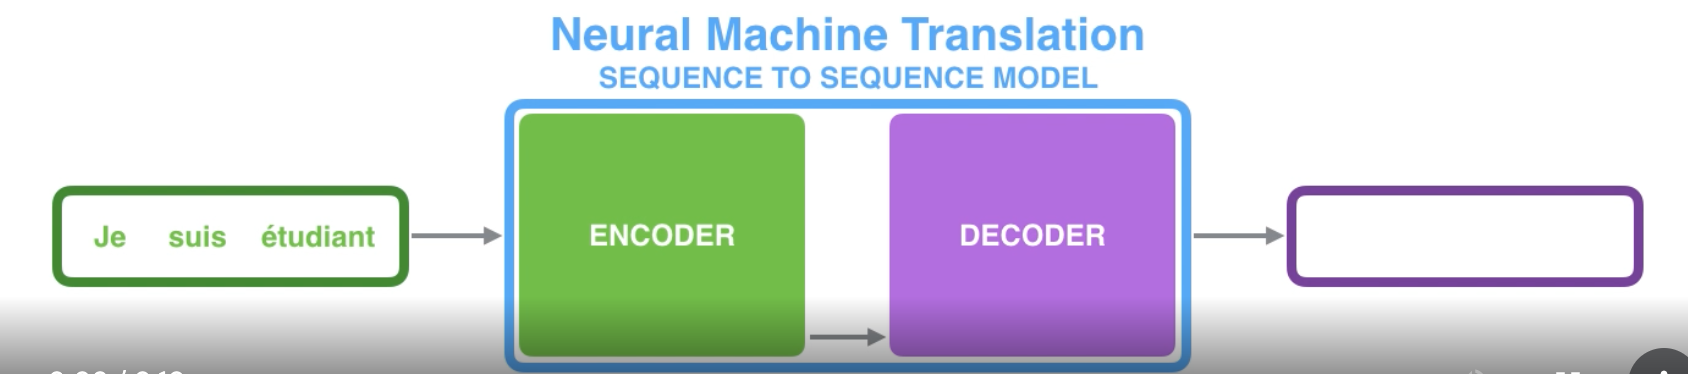 Neural Machine Translation
SEQUENCE TO SEQUENCE MODEL
Je suis étudiant
ENCODER
DECODER